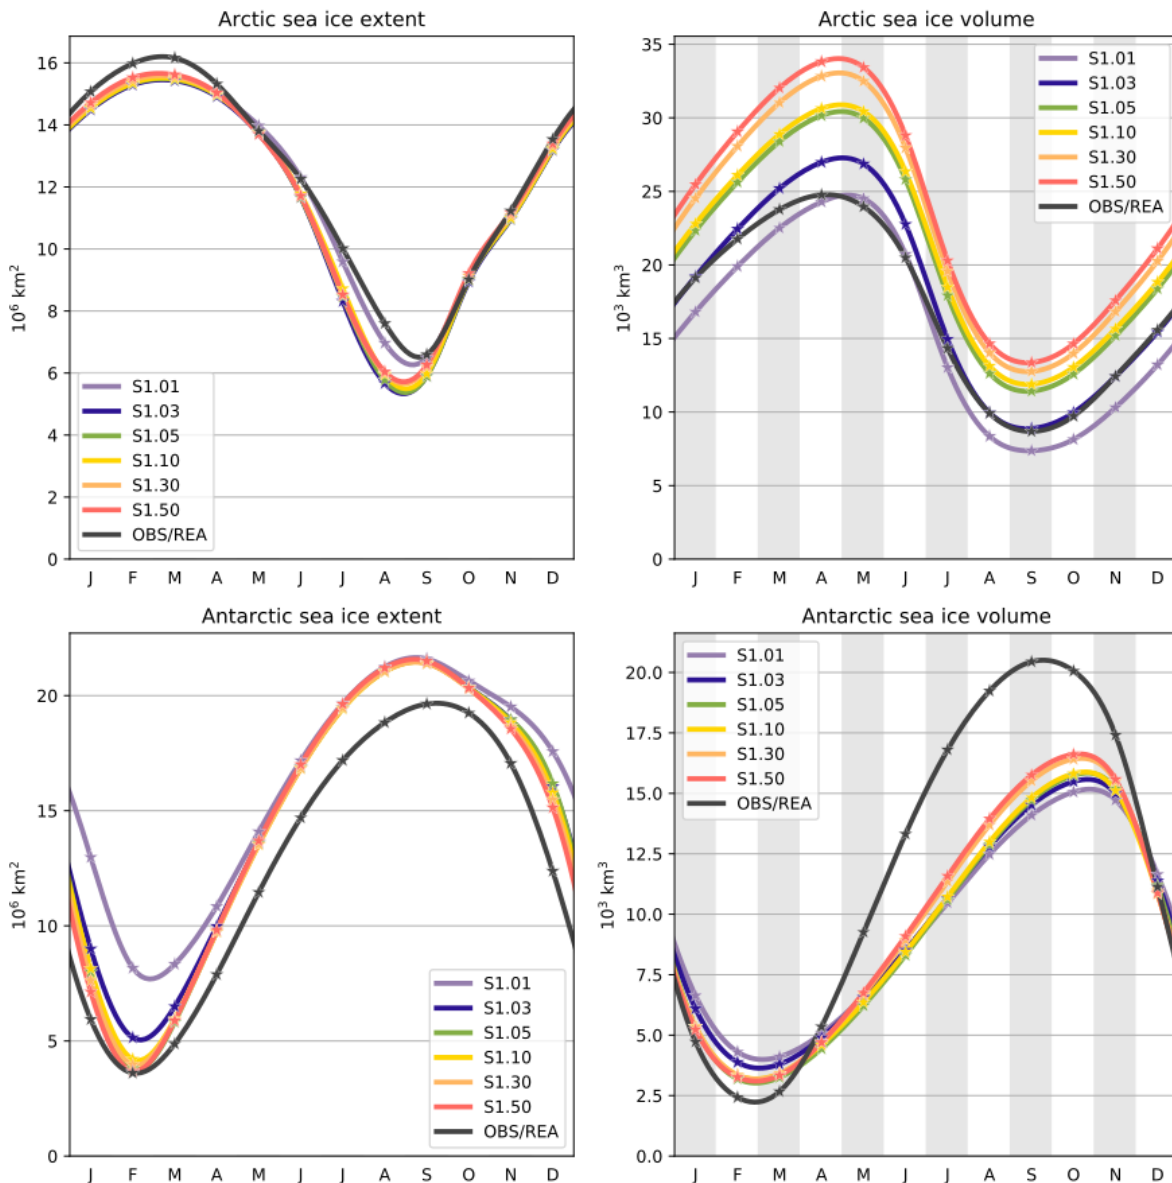 Arctic sea ice extent
16
14
12
10
8
6
4
2
0
10⁶ km²
S1.01
S1.03
S1.05
S1.10
S1.30
S1.50
OBS/REA
J F M A M J J A S O N D
Arctic sea ice volume
35
30
25
20
15
10
5
0
10³ km³
S1.01
S1.03
S1.05
S1.10
S1.30
S1.50
OBS/REA
J F M A M J J A S O N D
Antarctic sea ice extent
20
15
10
5
0
10⁶ km²
S1.01
S1.03
S1.05
S1.10
S1.30
S1.50
OBS/REA
J F M A M J J A S O N D
Antarctic sea ice volume
20.0
17.5
15.0
12.5
10.0
7.5
5.0
2.5
0.0
10³ km³
S1.01
S1.03
S1.05
S1.10
S1.30
S1.50
OBS/REA
J F M A M J J A S O N D